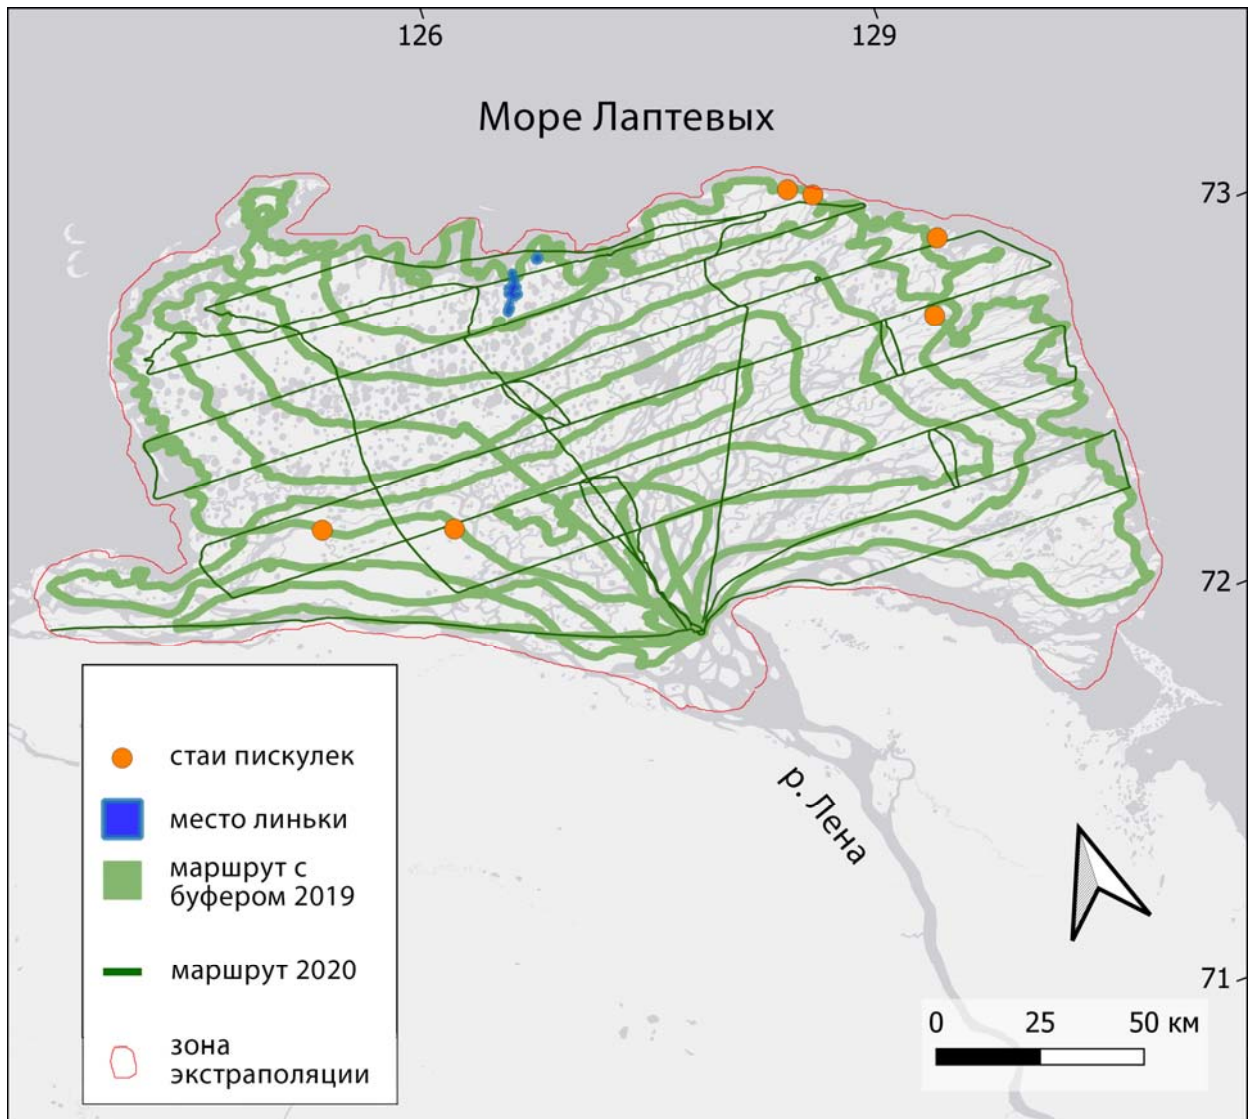 126
129
Море Лаптевых
73
72
р. Лена
71
стаи пискулек
место линьки
маршрут с
буфером 2019
маршрут 2020
зона
экстраполяции
0 25 50 км